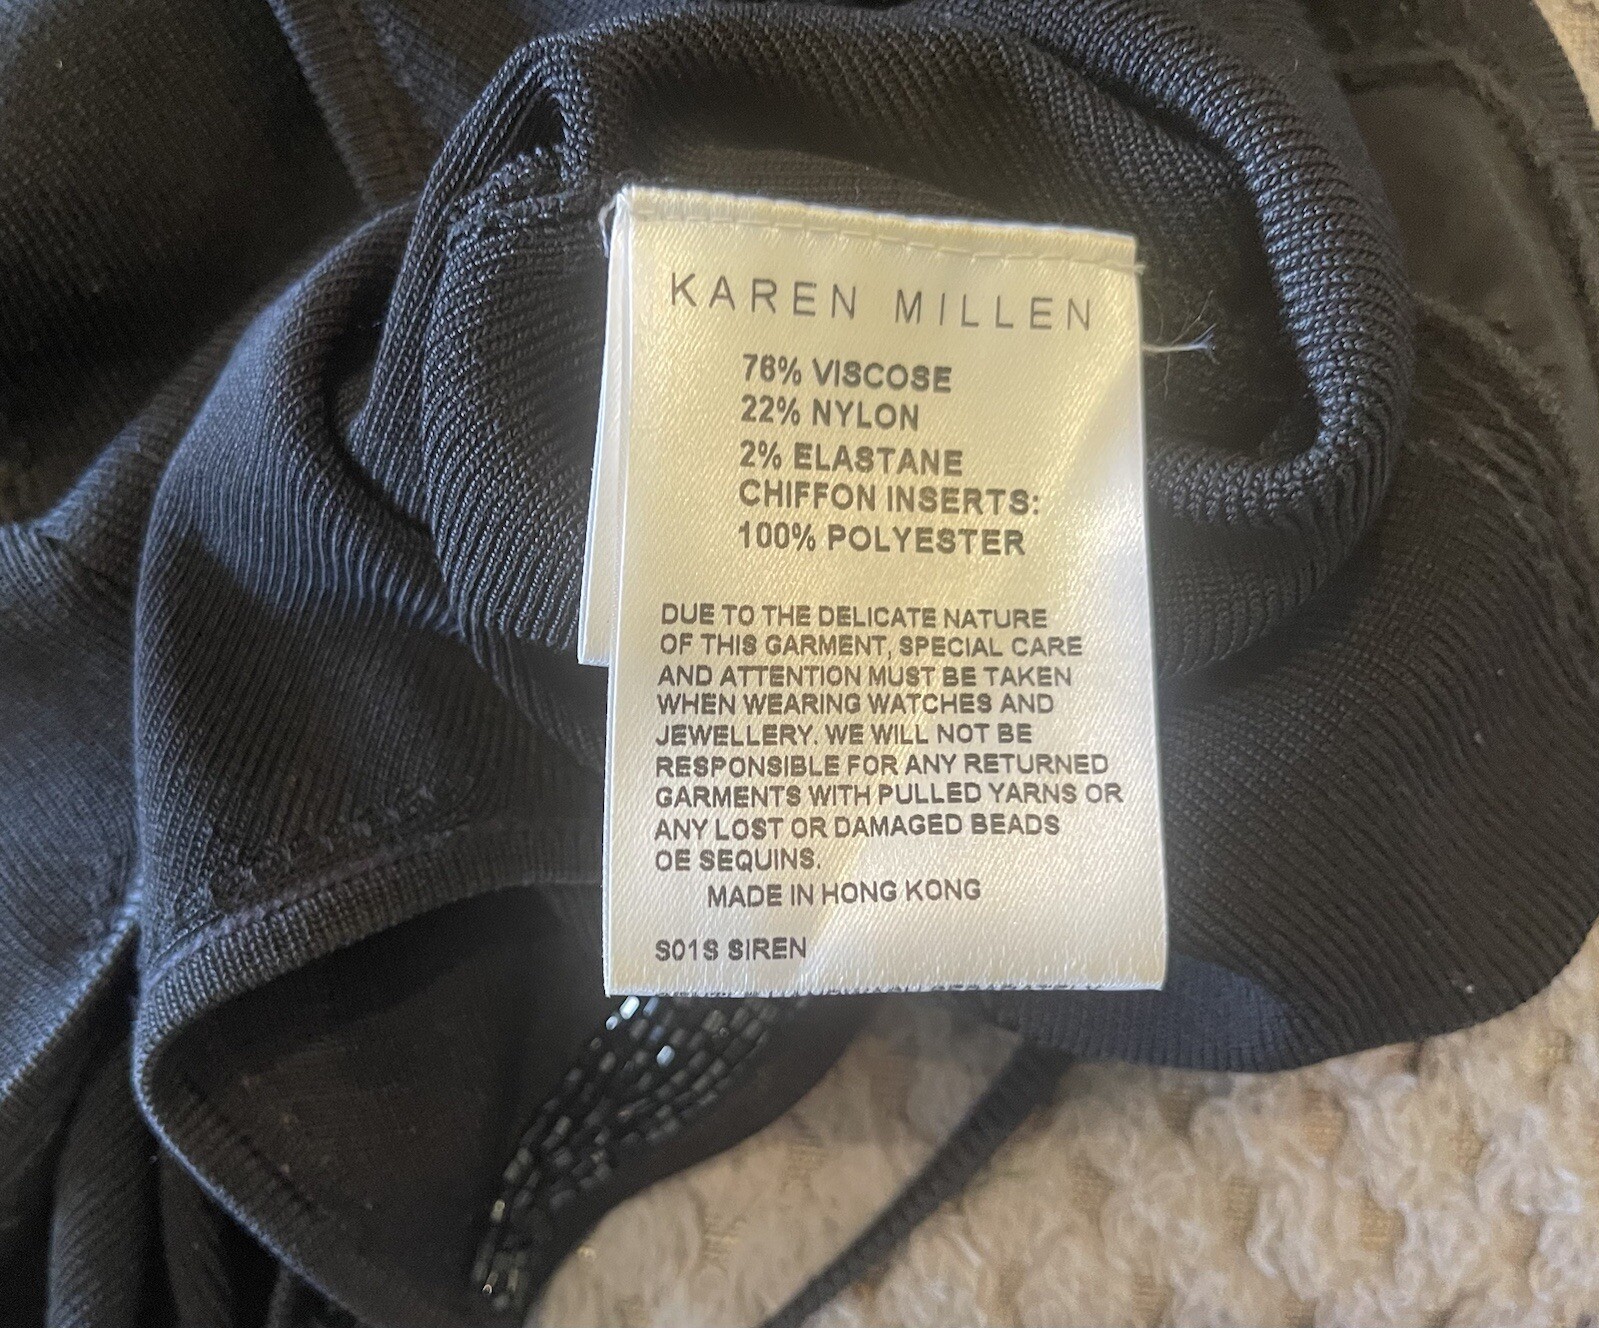 KAREN MILLEN
76% VISCOSE
22% NYLON
2% ELASTANE
CHIFFON INSERTS:
100% POLYESTER
DUE TO THE DELICATE NATURE
OF THIS GARMENT, SPECIAL CARE
AND ATTENTION MUST BE TAKEN
WHEN WEARING WATCHES AND
JEWELLERY. WE WILL NOT BE
RESPONSIBLE FOR ANY RETURNED
GARMENTS WITH PULLED YARNS OR
ANY LOST OR DAMAGED BEADS
OE SEQUINS.
MADE IN HONG KONG
S01S SIREN